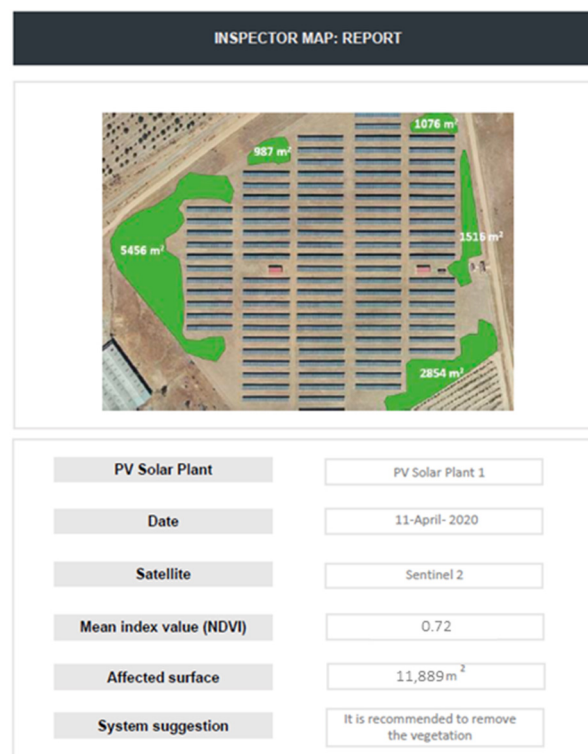 INSPECTOR MAP: REPORT
1076 m²
987 m²
1516 m²
5456 m²
2854 m²
PV Solar Plant
PV Solar Plant 1
Date
11-April- 2020
Satellite
Sentinel 2
Mean index value (NDVI)
0.72
Affected surface
11,889 m²
System suggestion
It is recommended to remove
the vegetation